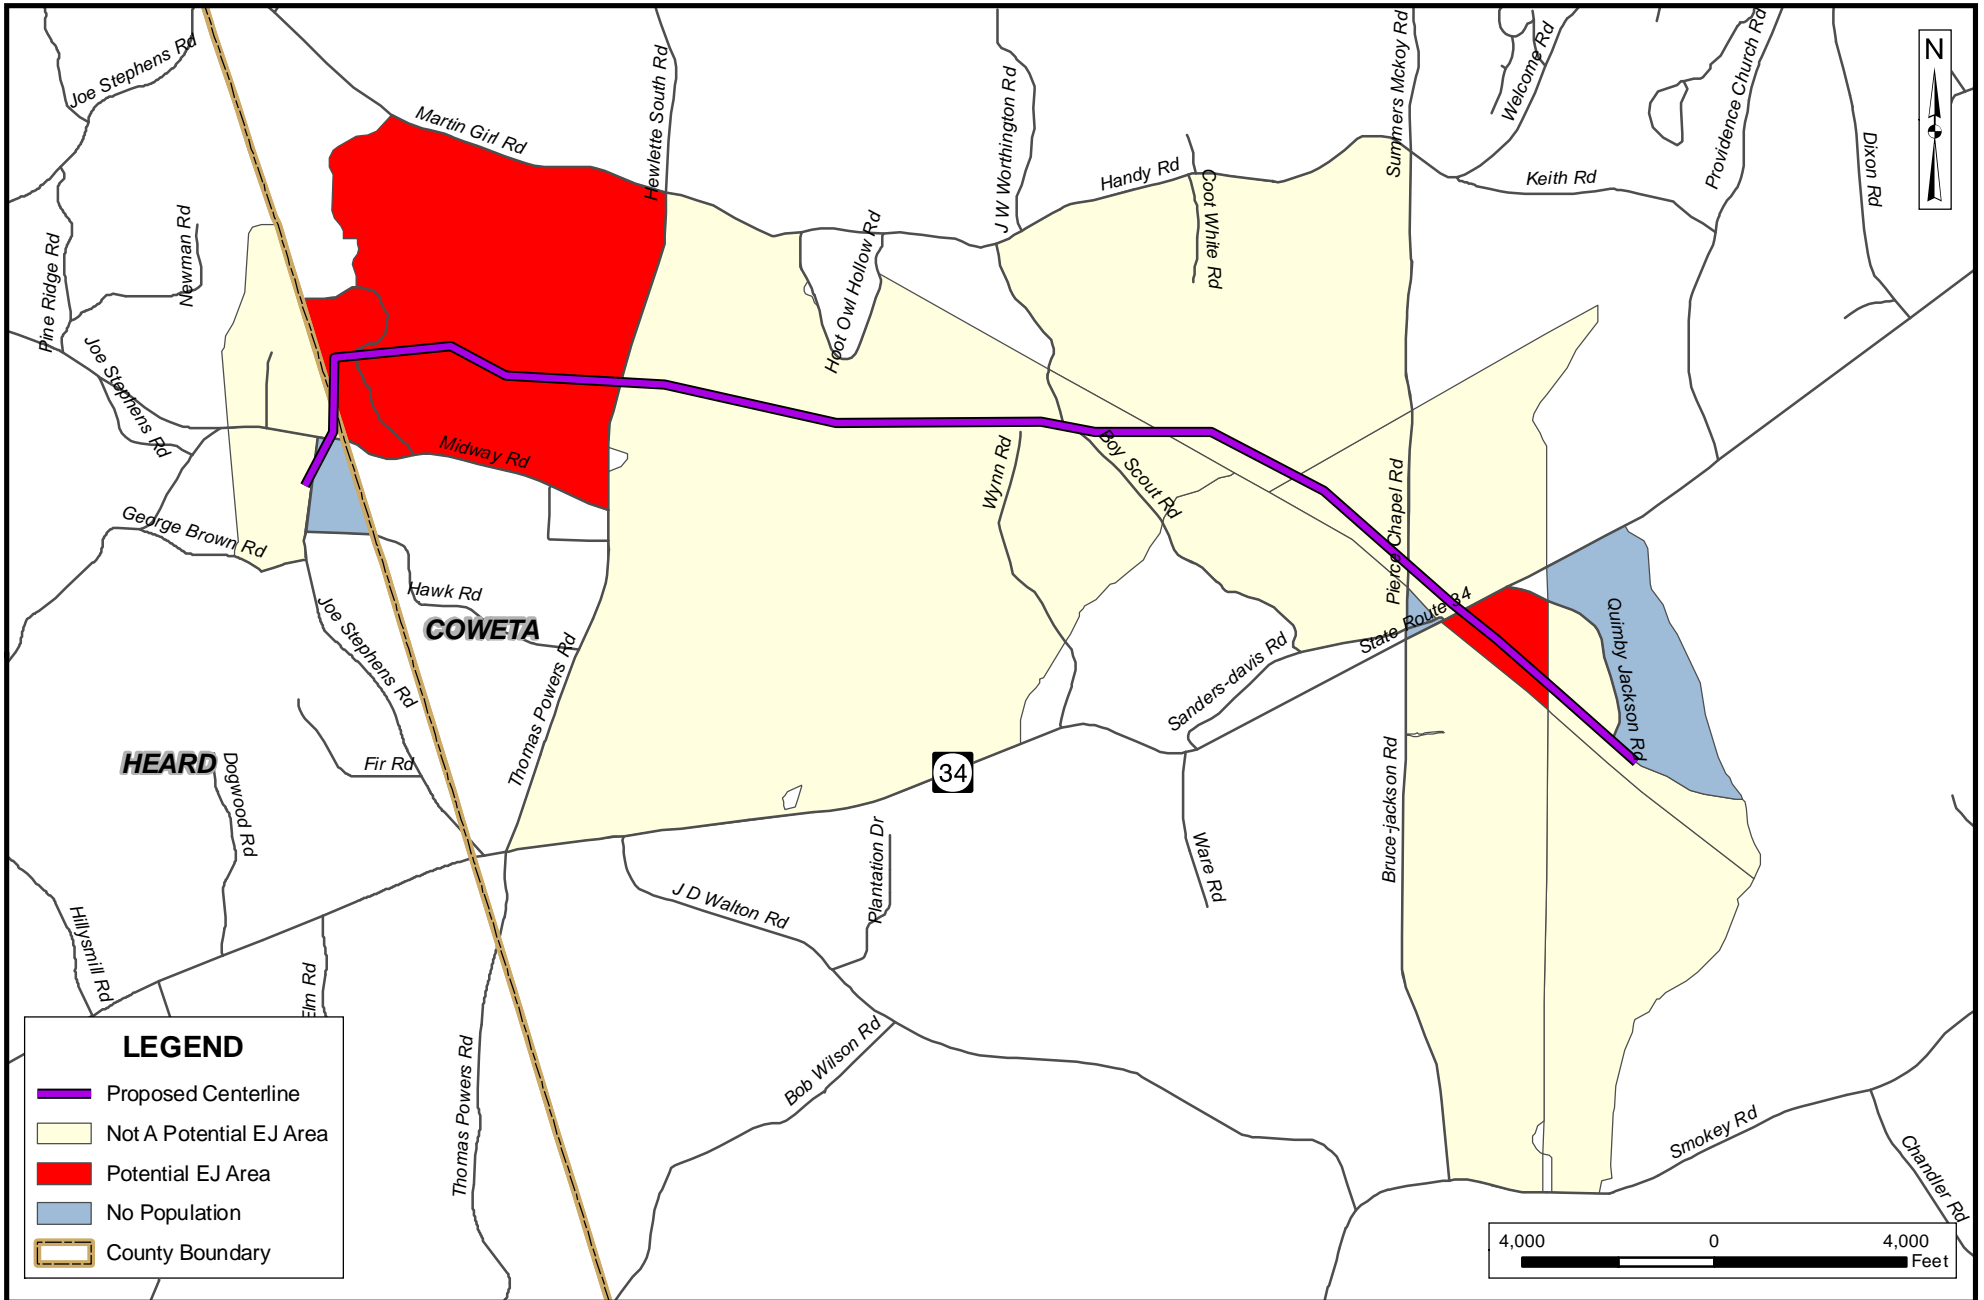 Joe Stephens Rd
Martin Girl Rd
Hewlette South Rd
J W Worthington Rd
Summers Mckoy Rd
Welcome Rd
Providence Church Rd
Dixon Rd
N
Handy Rd
Coot White Rd
Keith Rd
Pine Ridge Rd
Newman Rd
Hoot Owl Hollow Rd
Joe Stephens Rd
Midway Rd
Wynn Rd
Boy Scout Rd
Pierce Chapel Rd
George Brown Rd
Hawk Rd
COWETA
Joe Stephens Rd
Thomas Powers Rd
State Route 34
Sanders-davis Rd
Quimby Jackson Rd
HEARD
Dogwood Rd
Fir Rd
34
Bruce-jackson Rd
Plantation Dr
Ware Rd
J D Walton Rd
Hillysmill Rd
Elm Rd
Thomas Powers Rd
Bob Wilson Rd
Smokey Rd
Chandler Rd
LEGEND
Proposed Centerline
Not A Potential EJ Area
Potential EJ Area
No Population
County Boundary
4,000 0 4,000
Feet